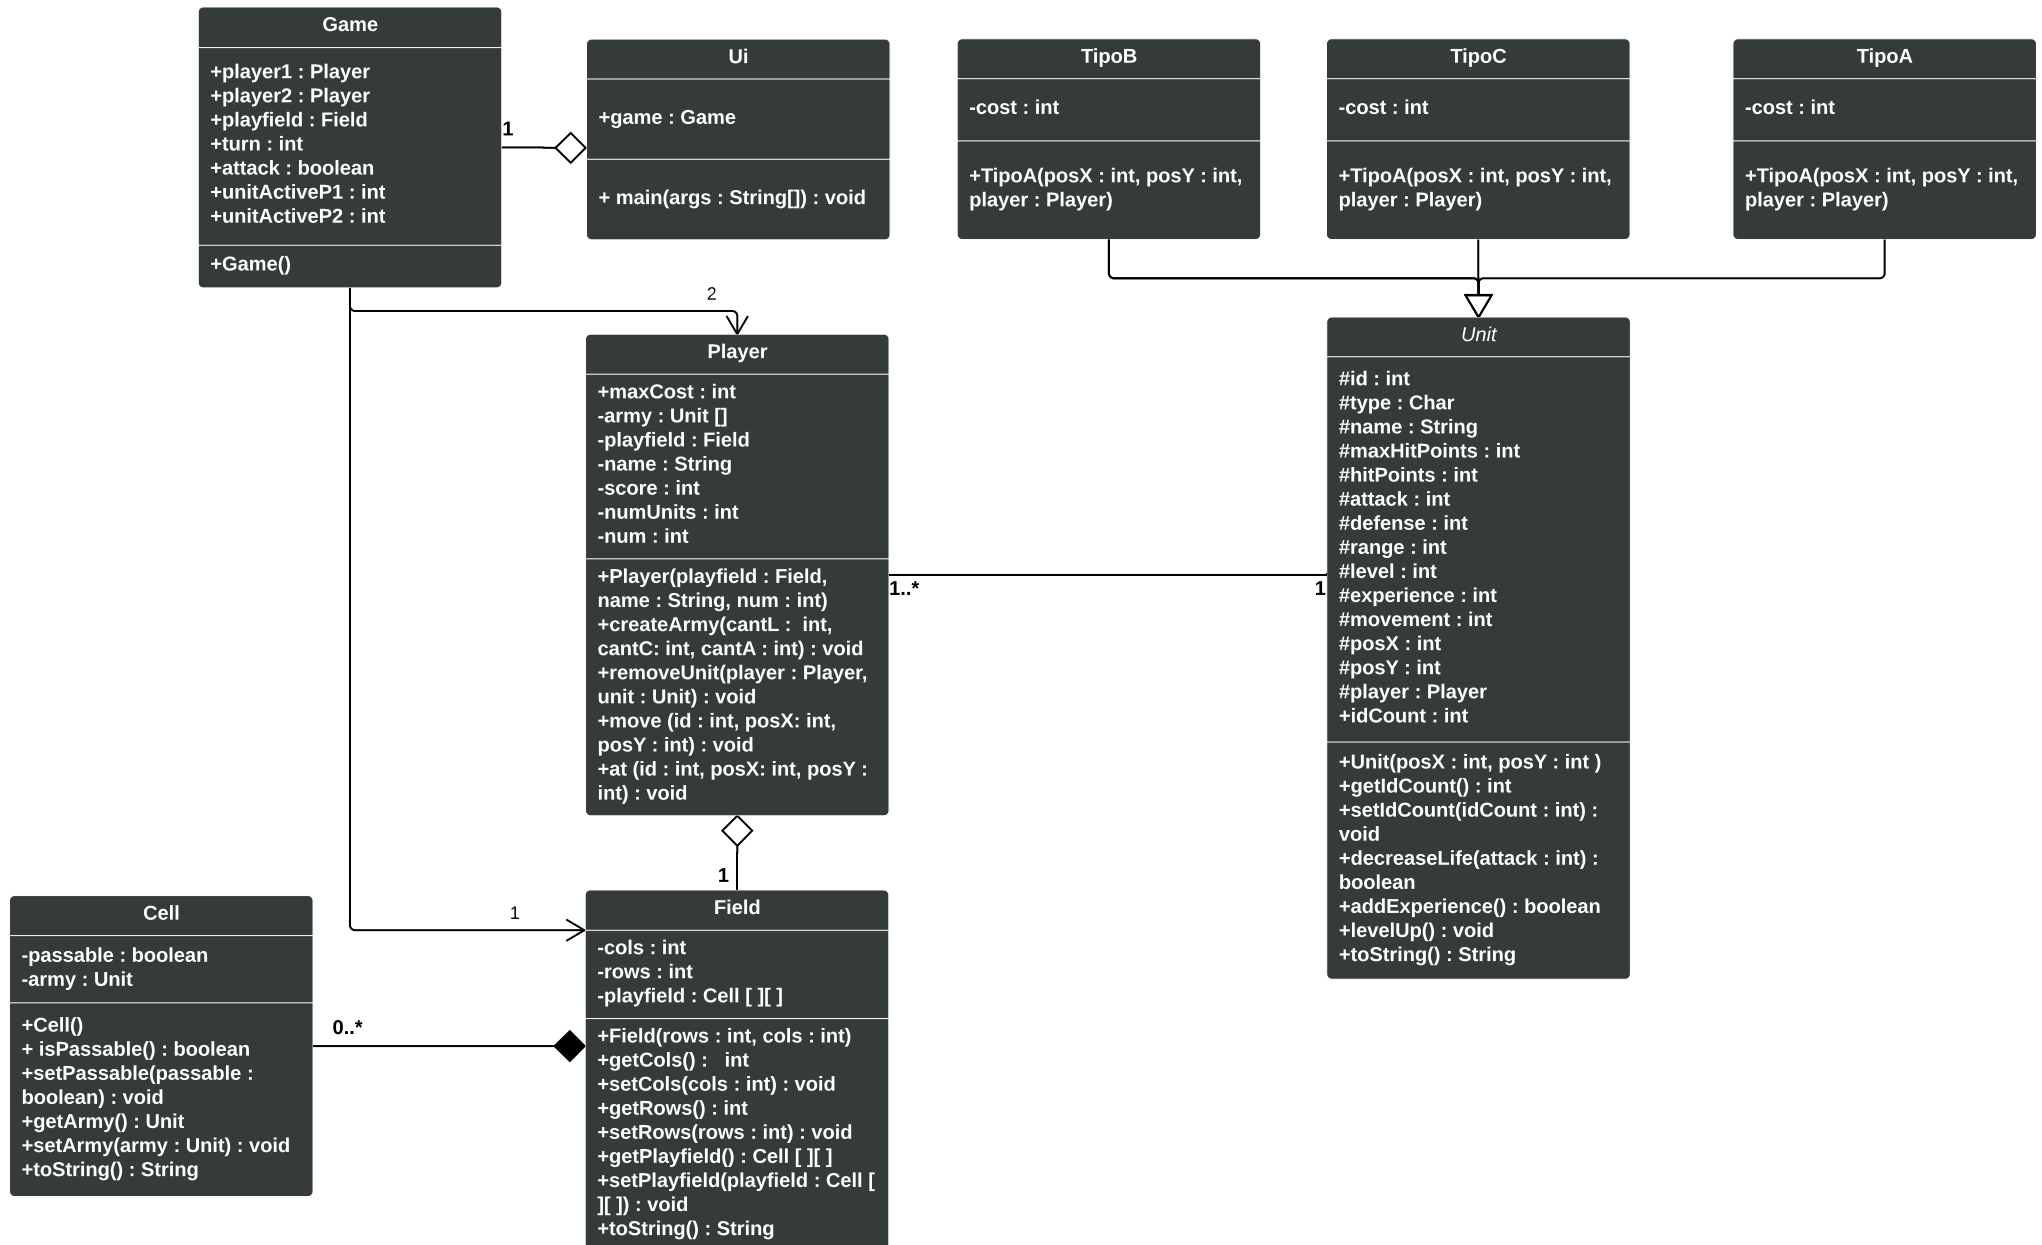 Game
+player1 : Player
+player2 : Player
+playfield : Field
+turn : int
+attack : boolean
+unitActiveP1 : int
+unitActiveP2 : int
+Game()
1
Ui
+game : Game
+ main(args : String[]) : void
TipoB
-cost : int
+TipoA(posX : int, posY : int,
player : Player)
TipoC
-cost : int
+TipoA(posX : int, posY : int,
player : Player)
TipoA
-cost : int
+TipoA(posX : int, posY : int,
player : Player)
2
Player
+maxCost : int
-army : Unit []
-playfield : Field
-name : String
-score : int
-numUnits : int
-num : int
+Player(playfield : Field,
name : String, num : int)
+createArmy(cantL :  int,
cantC: int, cantA : int) : void
+removeUnit(player : Player,
unit : Unit) : void
+move (id : int, posX: int,
posY : int) : void
+at (id : int, posX: int, posY :
int) : void
1..*
1
Unit
#id : int
#type : Char
#name : String
#maxHitPoints : int
#hitPoints : int
#attack : int
#defense : int
#range : int
#level : int
#experience : int
#movement : int
#posX : int
#posY : int
#player : Player
+idCount : int
+Unit(posX : int, posY : int )
+getIdCount() : int
+setIdCount(idCount : int) :
void
+decreaseLife(attack : int) :
boolean
+addExperience() : boolean
+levelUp() : void
+toString() : String
1
1
Cell
-passable : boolean
-army : Unit
+Cell()
+ isPassable() : boolean
+setPassable(passable :
boolean) : void
+getArmy() : Unit
+setArmy(army : Unit) : void
+toString() : String
0..*
Field
-cols : int
-rows : int
-playfield : Cell [ ][ ]
+Field(rows : int, cols : int)
+getCols() :   int
+setCols(cols : int) : void
+getRows() : int
+setRows(rows : int) : void
+getPlayfield() : Cell [ ][ ]
+setPlayfield(playfield : Cell [
][ ]) : void
+toString() : String